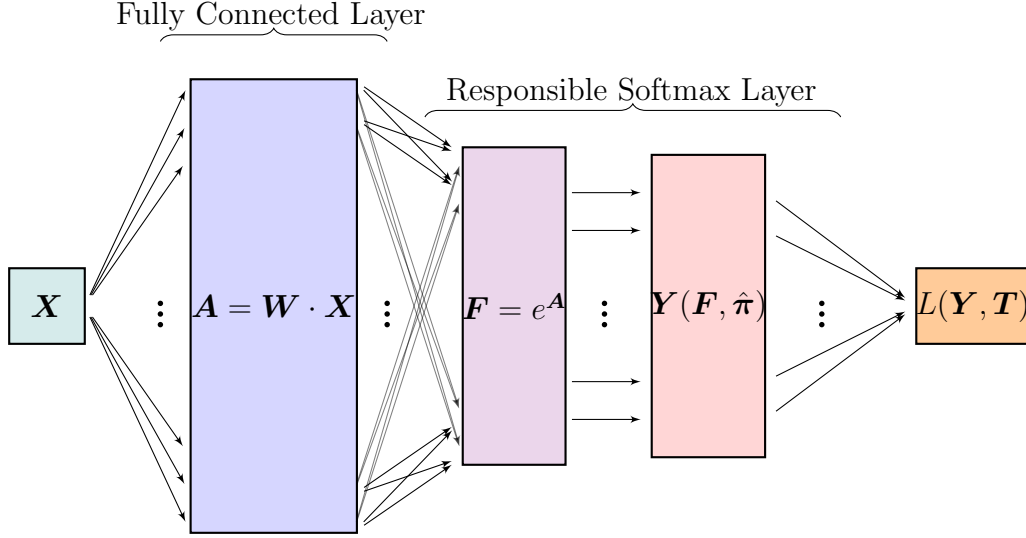 Fully Connected Layer
Responsible Softmax Layer
X
A = W · X
F = e^A
Y(F, π̂)
L(Y, T)